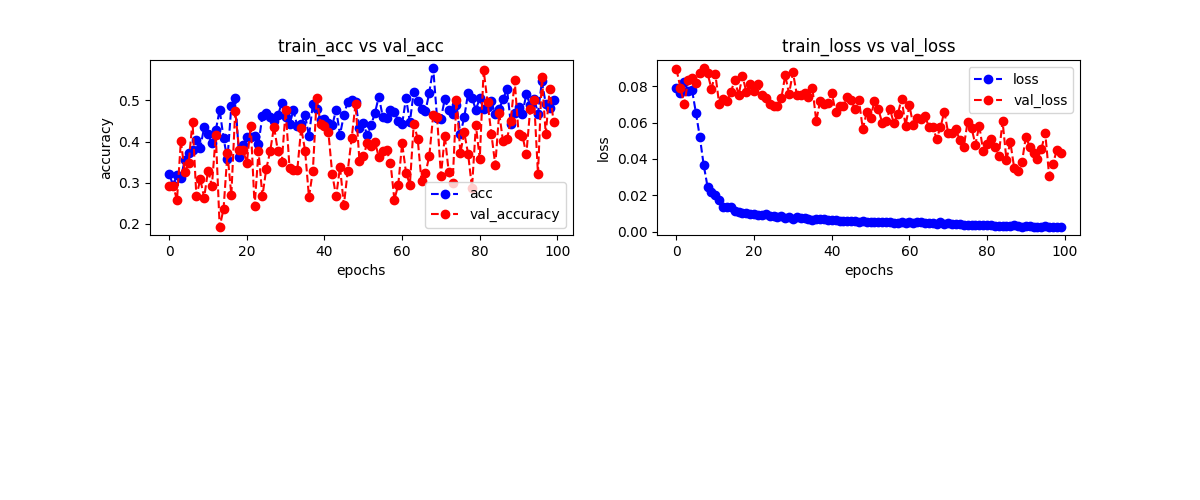 train_acc vs val_acc
accuracy
0.5
0.4
0.3
0.2
acc
val_accuracy
0 20 40 60 80 100
epochs
train_loss vs val_loss
loss
0.08
0.06
0.04
0.02
0.00
loss
val_loss
0 20 40 60 80 100
epochs